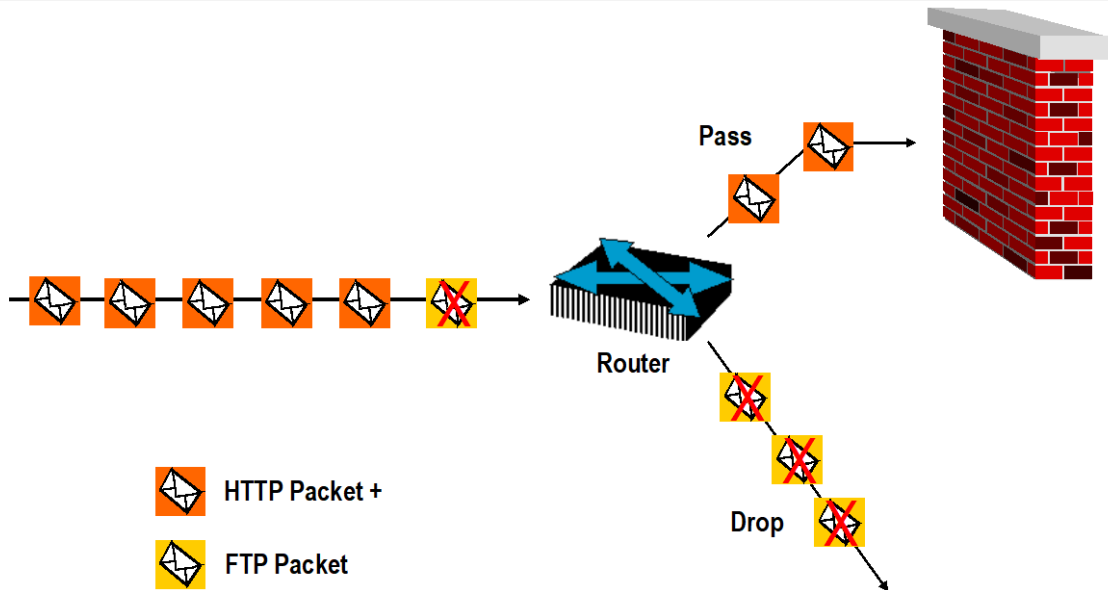 Pass
Router
Drop
HTTP Packet +
FTP Packet